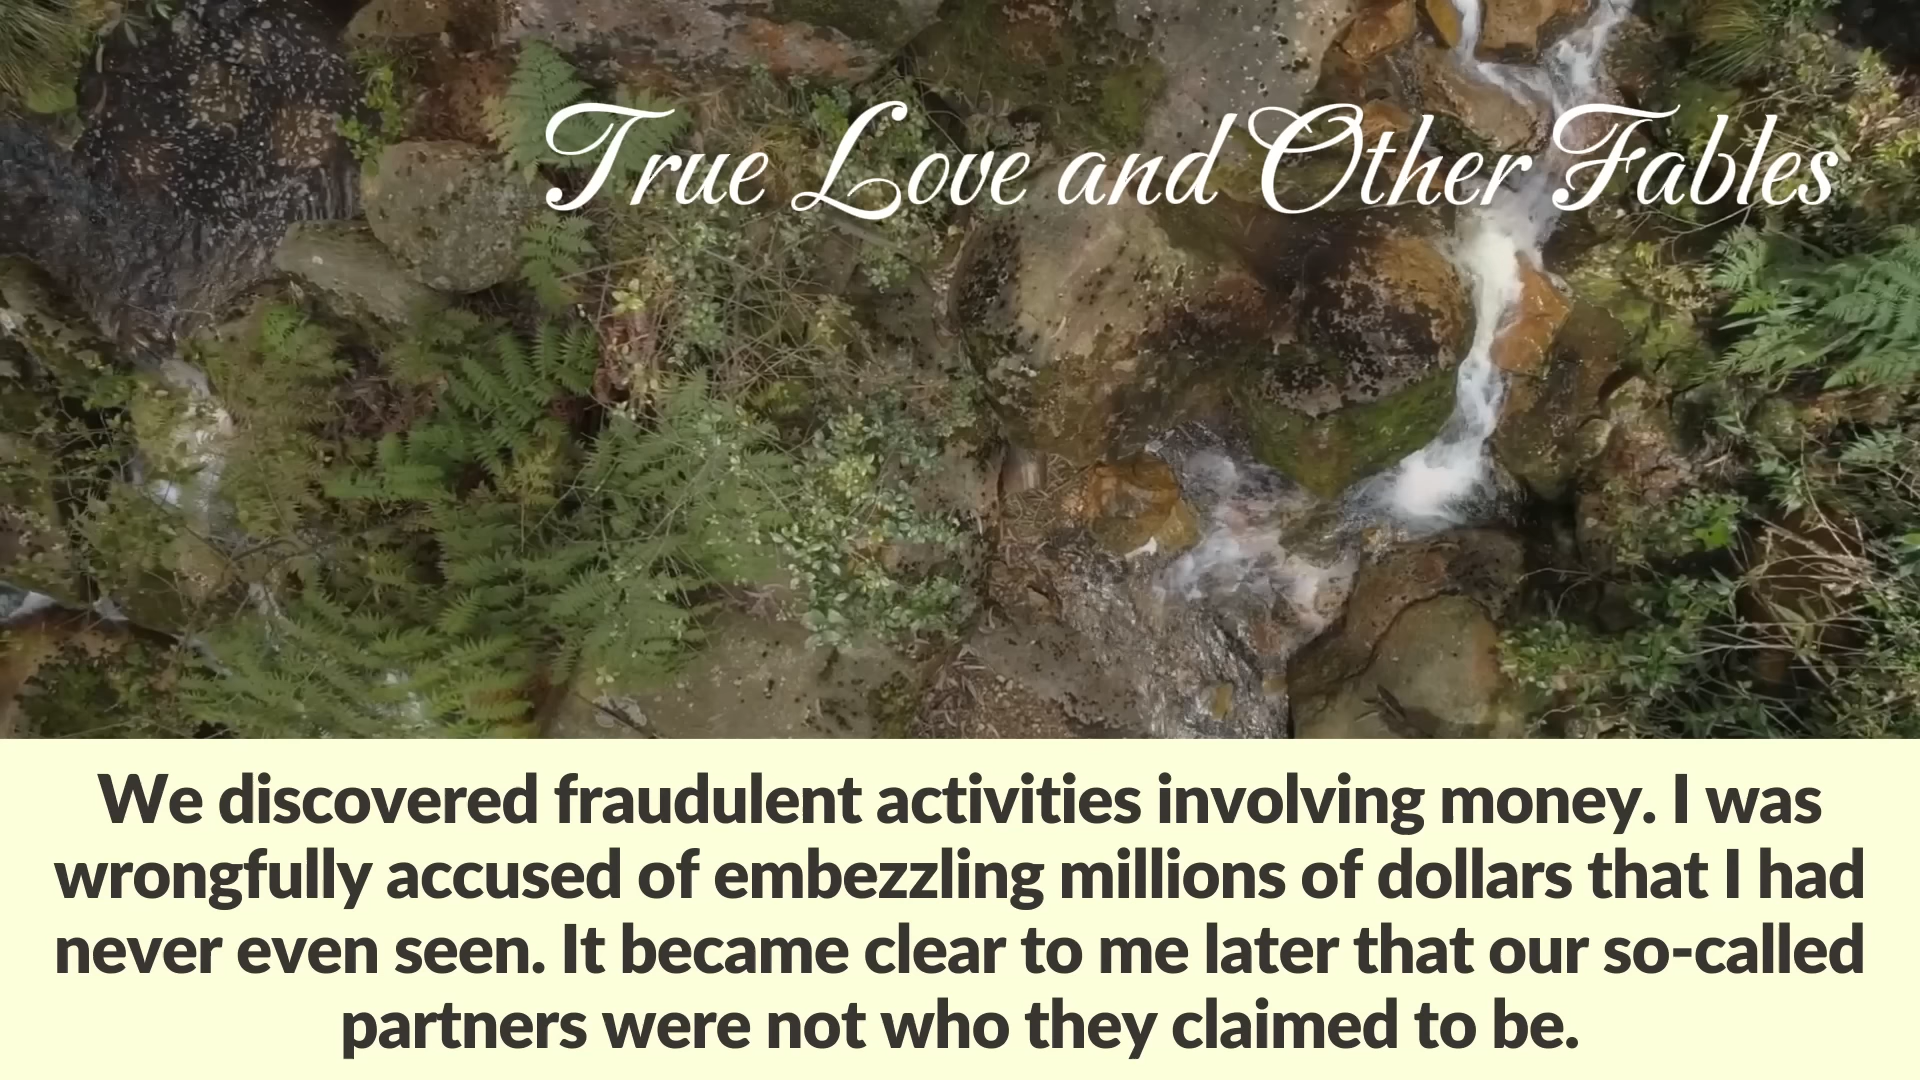 True Love and Other Fables
We discovered fraudulent activities involving money. I was
wrongfully accused of embezzling millions of dollars that I had
never even seen. It became clear to me later that our so-called
partners were not who they claimed to be.